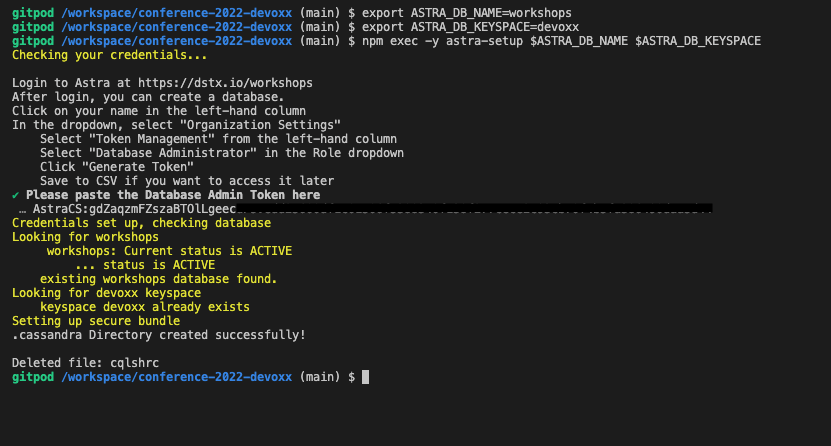 gitpod /workspace/conference-2022-devoxx (main) $ export ASTRA_DB_NAME=workshops
gitpod /workspace/conference-2022-devoxx (main) $ export ASTRA_DB_KEYSPACE=devoxx
gitpod /workspace/conference-2022-devoxx (main) $ npm exec -y astra-setup $ASTRA_DB_NAME $ASTRA_DB_KEYSPACE
Checking your credentials...
Login to Astra at https://dstx.io/workshops
After login, you can create a database.
Click on your name in the left-hand column
In the dropdown, select "Organization Settings"
Select "Token Management" from the left-hand column
Select "Database Administrator" in the Role dropdown
Click "Generate Token"
Save to CSV if you want to access it later
✔ Please paste the Database Admin Token here
… AstraCS:gdZaqzmFZszaBTOlLgeec
Credentials set up, checking database
Looking for workshops
workshops: Current status is ACTIVE
... status is ACTIVE
existing workshops database found.
Looking for devoxx keyspace
keyspace devoxx already exists
Setting up secure bundle
.cassandra Directory created successfully!
Deleted file: cqlshrc
gitpod /workspace/conference-2022-devoxx (main) $